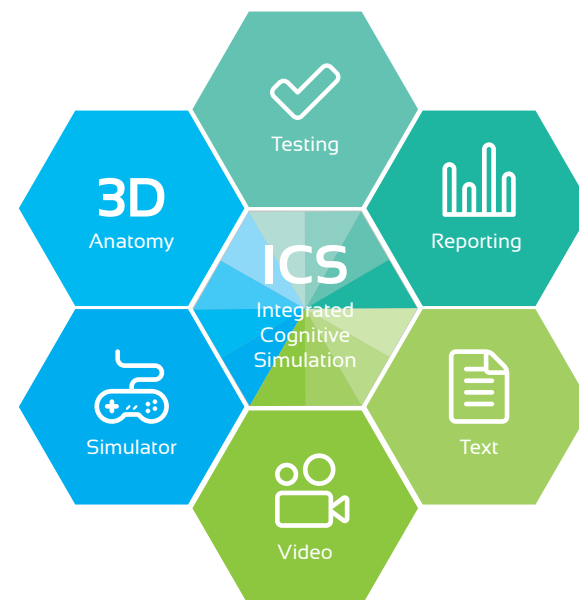 Testing
3D
Anatomy
Reporting
ICS
Integrated
Cognitive
Simulation
Simulator
Text
Video